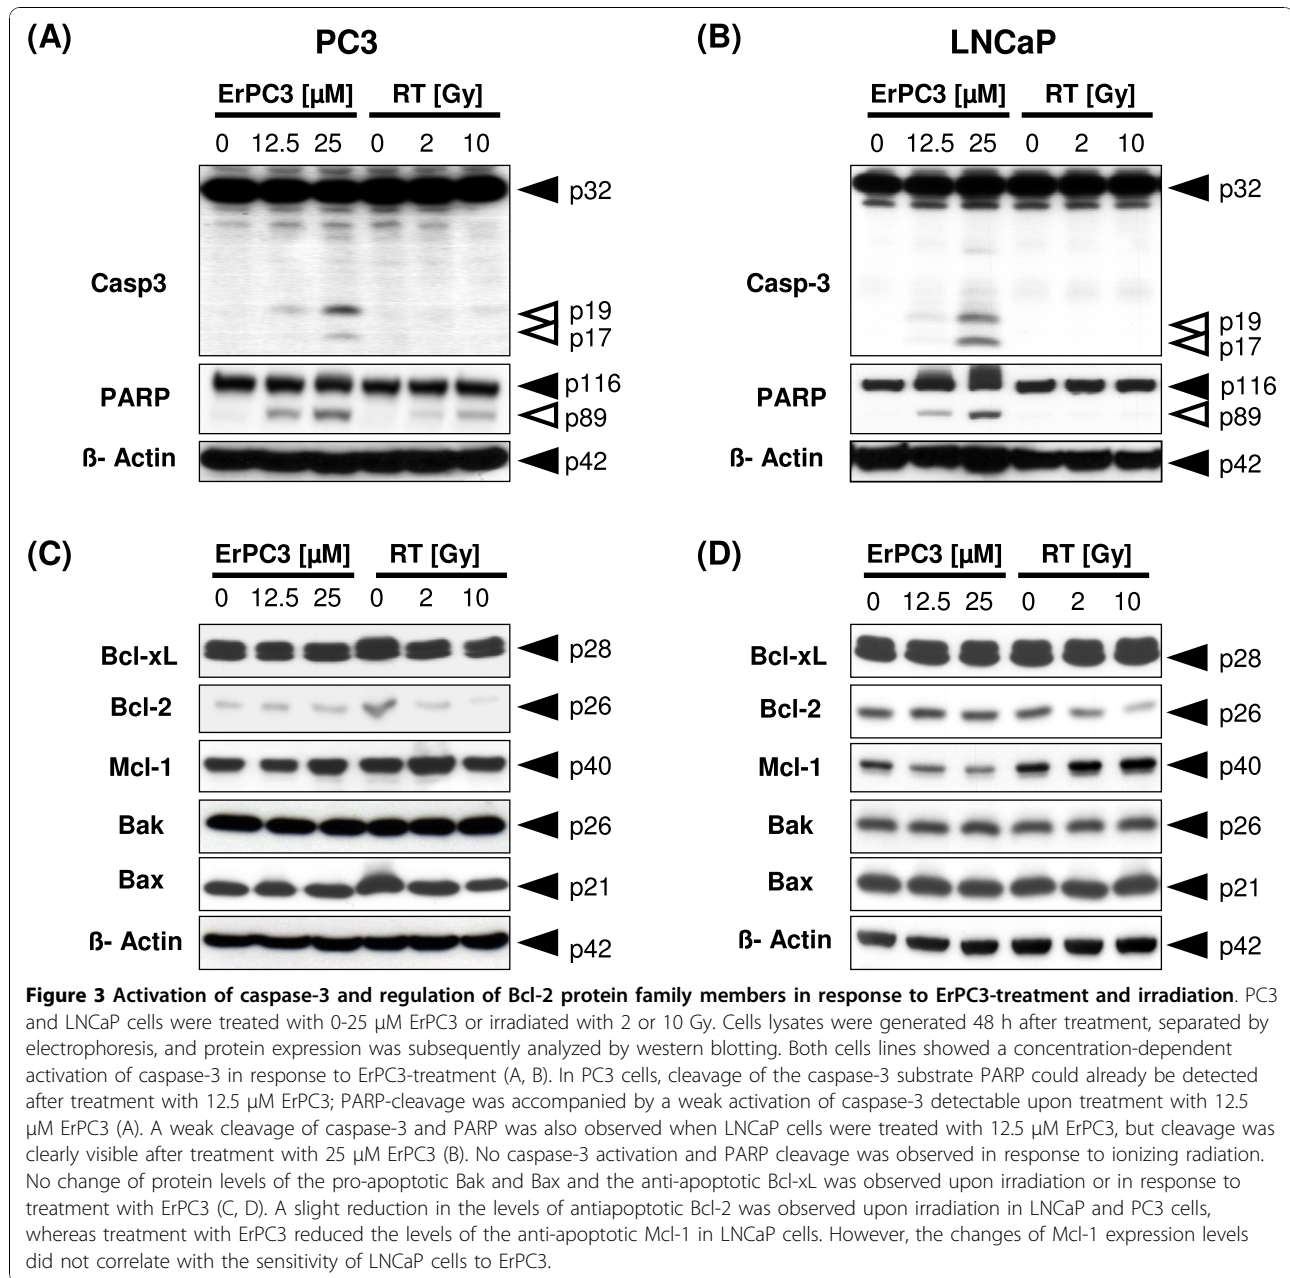 (A) PC3
ErPC3 [µM] RT [Gy]
0 12.5 25 0 2 10
p32
Casp3
p19
p17
p116
PARP
p89
ß- Actin p42
(B) LNCaP
ErPC3 [µM] RT [Gy]
0 12.5 25 0 2 10
p32
Casp-3
p19
p17
p116
PARP
p89
ß- Actin p42
(C) ErPC3 [µM] RT [Gy]
0 12.5 25 0 2 10
Bcl-xL p28
Bcl-2 p26
Mcl-1 p40
Bak p26
Bax p21
ß- Actin p42
(D) ErPC3 [µM] RT [Gy]
0 12.5 25 0 2 10
Bcl-xL p28
Bcl-2 p26
Mcl-1 p40
Bak p26
Bax p21
ß- Actin p42
Figure 3 Activation of caspase-3 and regulation of Bcl-2 protein family members in response to ErPC3-treatment and irradiation. PC3
and LNCaP cells were treated with 0-25 µM ErPC3 or irradiated with 2 or 10 Gy. Cells lysates were generated 48 h after treatment, separated by
electrophoresis, and protein expression was subsequently analyzed by western blotting. Both cells lines showed a concentration-dependent
activation of caspase-3 in response to ErPC3-treatment (A, B). In PC3 cells, cleavage of the caspase-3 substrate PARP could already be detected
after treatment with 12.5 µM ErPC3; PARP-cleavage was accompanied by a weak activation of caspase-3 detectable upon treatment with 12.5
µM ErPC3 (A). A weak cleavage of caspase-3 and PARP was also observed when LNCaP cells were treated with 12.5 µM ErPC3, but cleavage was
clearly visible after treatment with 25 µM ErPC3 (B). No caspase-3 activation and PARP cleavage was observed in response to ionizing radiation.
No change of protein levels of the pro-apoptotic Bak and Bax and the anti-apoptotic Bcl-xL was observed upon irradiation or in response to
treatment with ErPC3 (C, D). A slight reduction in the levels of antiapoptotic Bcl-2 was observed upon irradiation in LNCaP and PC3 cells,
whereas treatment with ErPC3 reduced the levels of the anti-apoptotic Mcl-1 in LNCaP cells. However, the changes of Mcl-1 expression levels
did not correlate with the sensitivity of LNCaP cells to ErPC3.